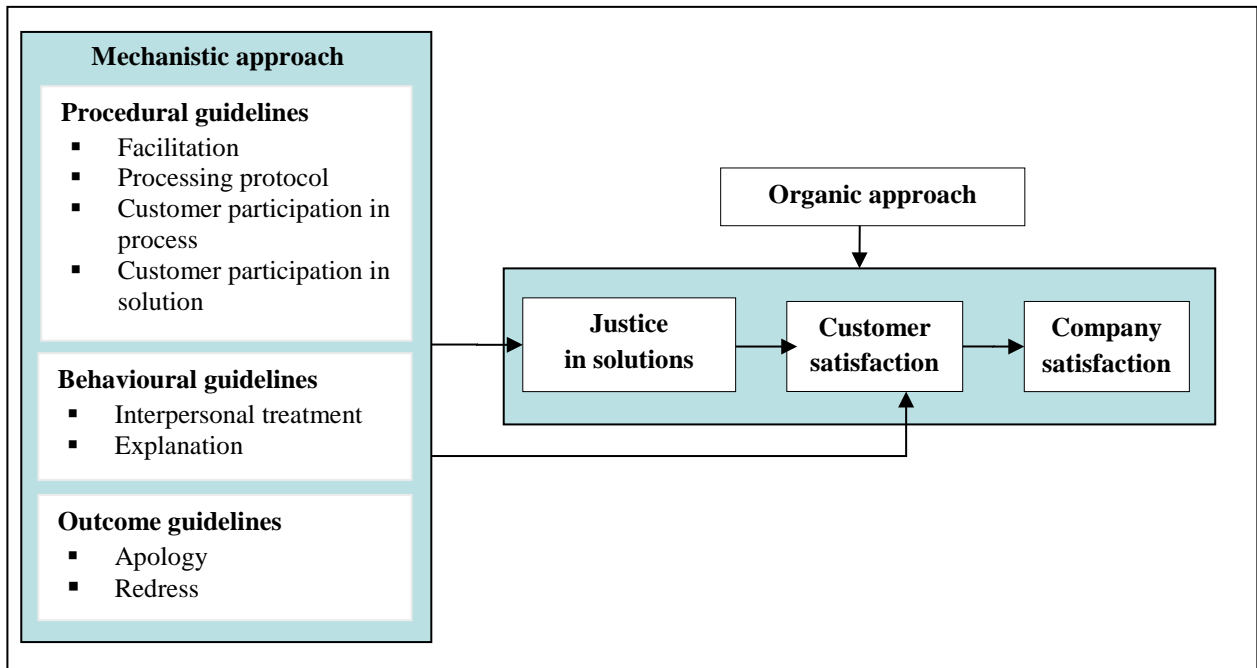 Mechanistic approach
Procedural guidelines
▪ Facilitation
▪ Processing protocol
▪ Customer participation in
process
▪ Customer participation in
solution
Behavioural guidelines
▪ Interpersonal treatment
▪ Explanation
Outcome guidelines
▪ Apology
▪ Redress
Organic approach
Justice
in solutions
Customer
satisfaction
Company
satisfaction